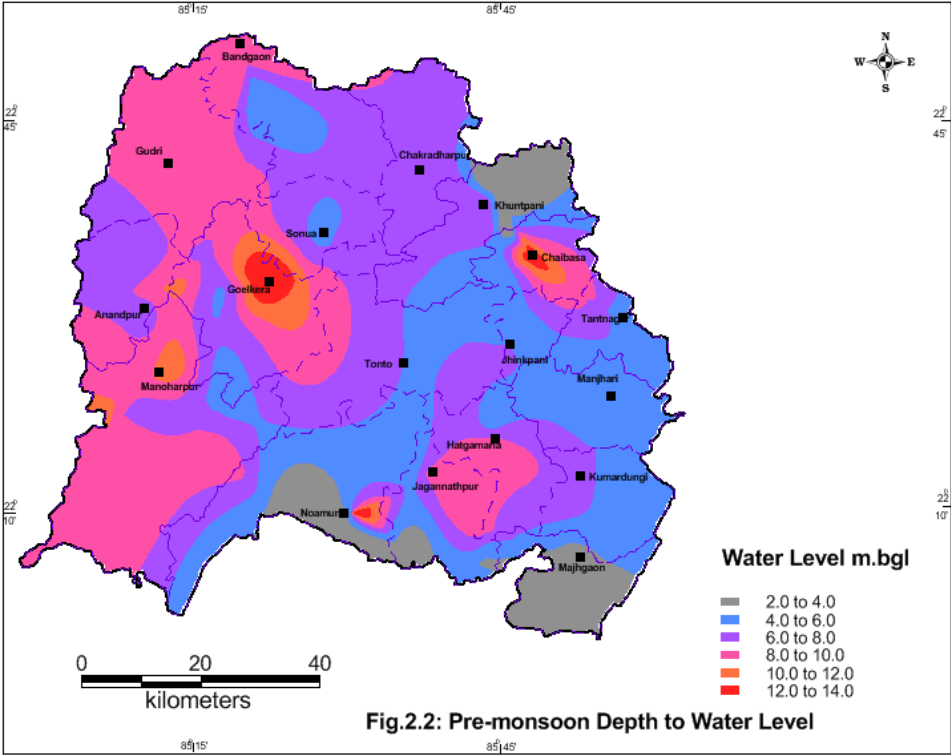 85° 15'
85° 45'
N
W E
S
Bandgaon
22° 45'
22° 45'
Gudri
Chakradharpur
Khuntpani
Sonua
Chaibasa
Goelkera
Anandpur
Tantnagar
Jhinkpani
Tonto
Manjhari
Manoharpur
Hatgamaria
Jagannathpur
Kumardungi
Noamundi
22° 10'
22° 10'
Majhgaon
Water Level m.bgl
2.0 to 4.0
4.0 to 6.0
6.0 to 8.0
8.0 to 10.0
10.0 to 12.0
12.0 to 14.0
0 20 40
kilometers
Fig.2.2: Pre-monsoon Depth to Water Level
85° 15'
85° 45'